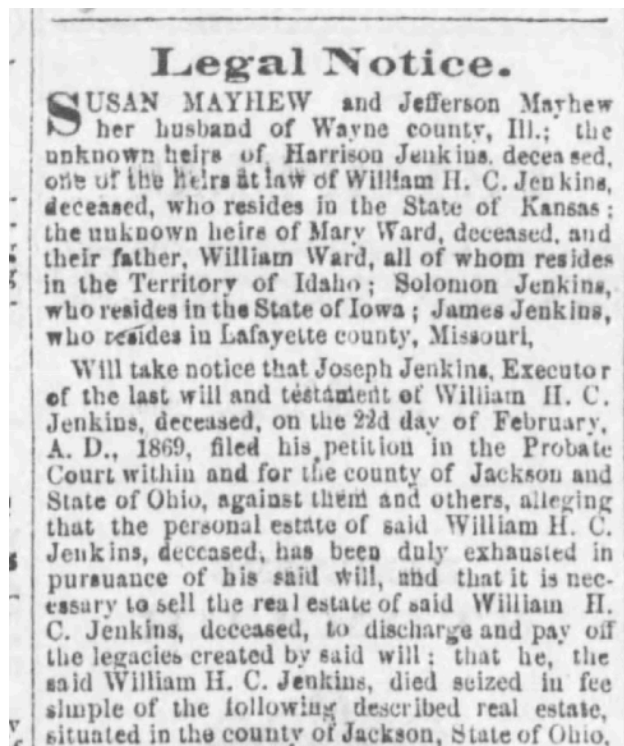 Legal Notice.
SUSAN MAYHEW and Jefferson Mayhew
her husband of Wayne county, Ill.; the
unknown heirs of Harrison Jenkins, deceased,
one of the heirs at law of William H. C. Jenkins,
deceased, who resides in the State of Kansas;
the unknown heirs of Mary Ward, deceased, and
their father, William Ward, all of whom resides
in the Territory of Idaho; Solomon Jenkins,
who resides in the State of Iowa; James Jenkins,
who resides in Lafayette county, Missouri,
Will take notice that Joseph Jenkins, Executor
of the last will and testament of William H. C.
Jenkins, deceased, on the 22d day of February,
A. D., 1869, filed his petition in the Probate
Court within and for the county of Jackson and
State of Ohio, against them and others, alleging
that the personal estate of said William H. C.
Jenkins, deceased, has been duly exhausted in
pursuance of his said will, and that it is nec-
essary to sell the real estate of said William H.
C. Jenkins, deceased, to discharge and pay off
the legacies created by said will; that he, the
said William H. C. Jenkins, died seized in fee
simple of the following described real estate,
situated in the county of Jackson, State of Ohio,